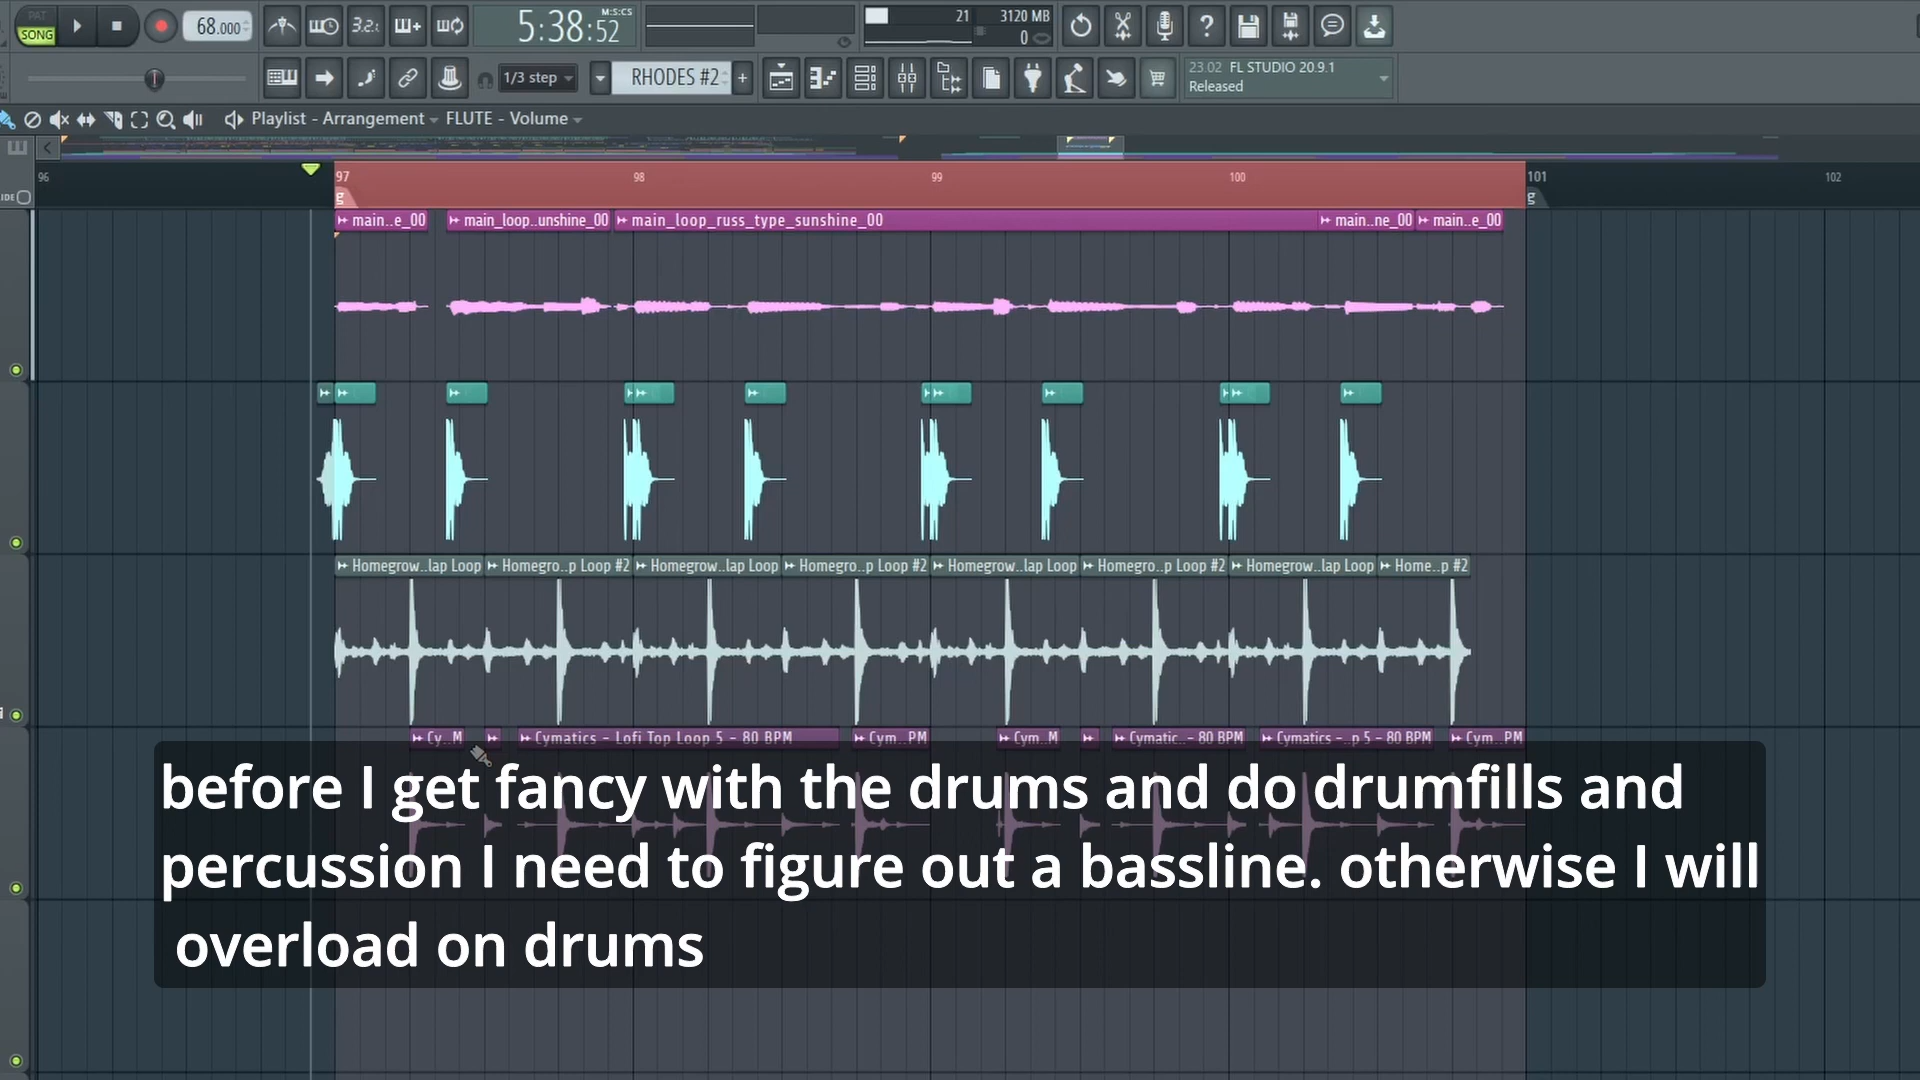 PAT
SONG
68.000
3.2.:
5:38:52
M:S:CS
21
3120 MB
0
1/3 step
RHODES #2
+
23.02 FL STUDIO 20.9.1
Released
Playlist - Arrangement
FLUTE - Volume
96
97
98
99
100
101
102
IDE
g
g
main..e_00
main_loop..unshine_00
main_loop_russ_type_sunshine_00
main..ne_00
main..e_00
Homegrow..lap Loop
Homegro..p Loop #2
Homegrow..lap Loop
Homegro..p Loop #2
Homegrow..lap Loop
Homegro..p Loop #2
Homegrow..lap Loop
Home..p #2
Cy..M
Cymatics - Lofi Top Loop 5 - 80 BPM
Cym..PM
Cym..M
Cymatic..- 80 BPM
Cymatics -..p 5 - 80 BPM
Cym..PM
before I get fancy with the drums and do drumfills and
percussion I need to figure out a bassline. otherwise I will
overload on drums